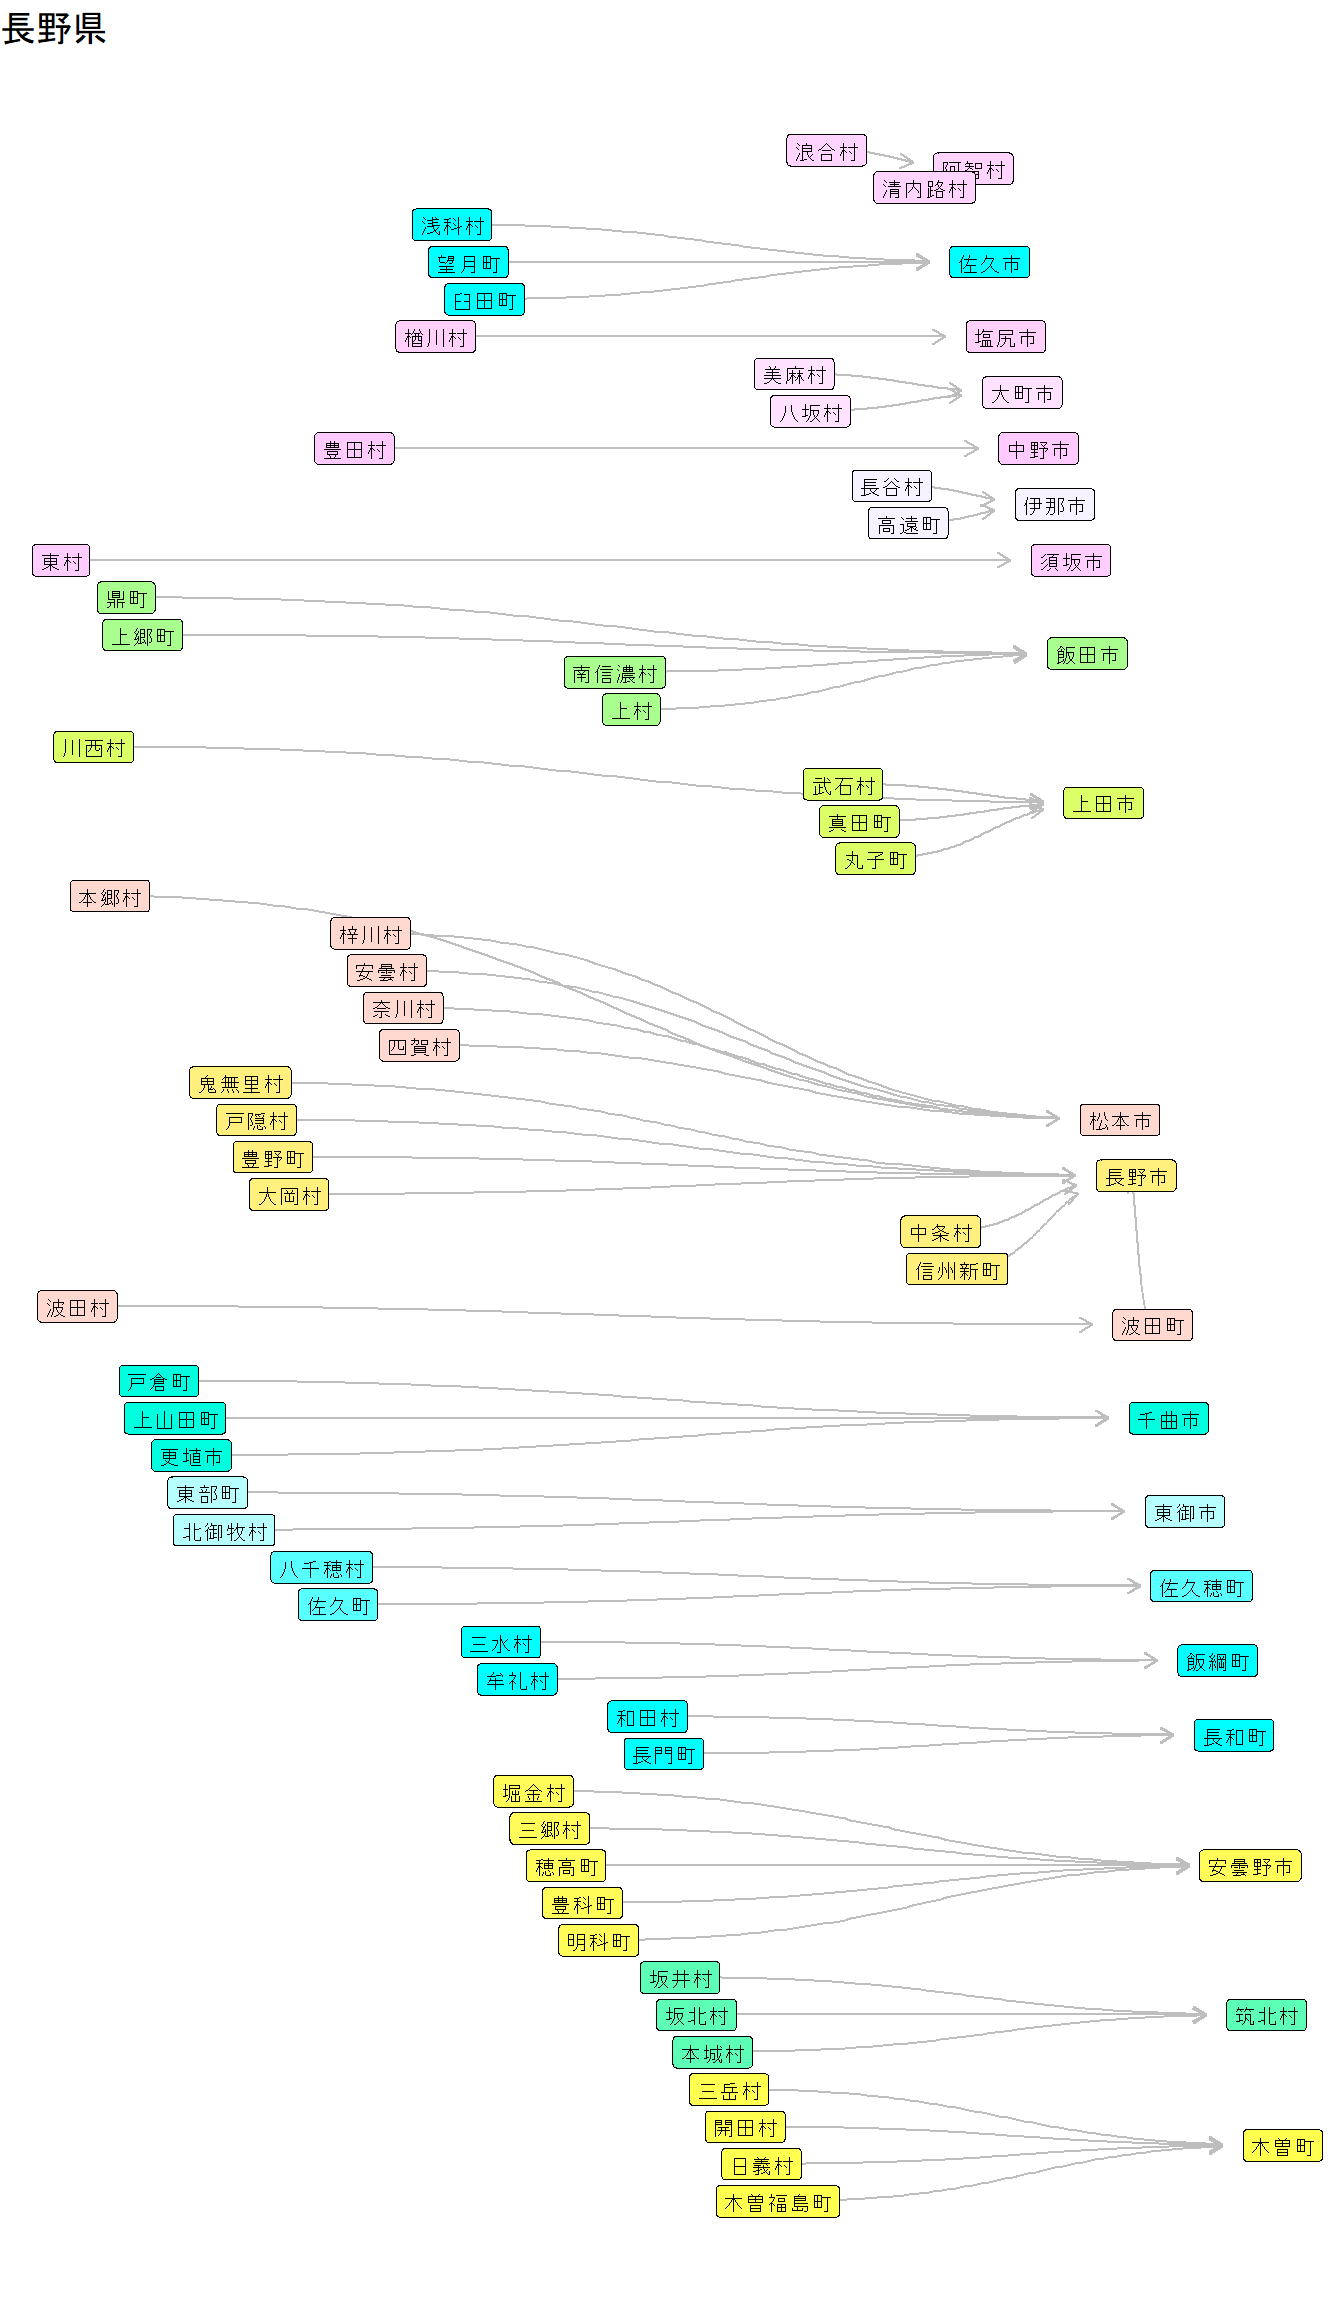 長野県
浪合村
阿智村
清内路村
浅科村
望月町
佐久市
臼田町
楢川村
塩尻市
美麻村
大町市
八坂村
豊田村
中野市
長谷村
伊那市
高遠町
東村
須坂市
鼎町
上郷町
飯田市
南信濃村
上村
川西村
武石村
上田市
真田町
丸子町
本郷村
梓川村
安曇村
奈川村
四賀村
鬼無里村
戸隠村
松本市
豊野町
長野市
大岡村
中条村
信州新町
波田村
波田町
戸倉町
上山田町
千曲市
更埴市
東部町
東御市
北御牧村
八千穂村
佐久穂町
佐久町
三水村
飯綱町
牟礼村
和田村
長和町
長門町
堀金村
三郷村
穂高町
安曇野市
豊科町
明科町
坂井村
坂北村
筑北村
本城村
三岳村
開田村
木曽町
日義村
木曽福島町